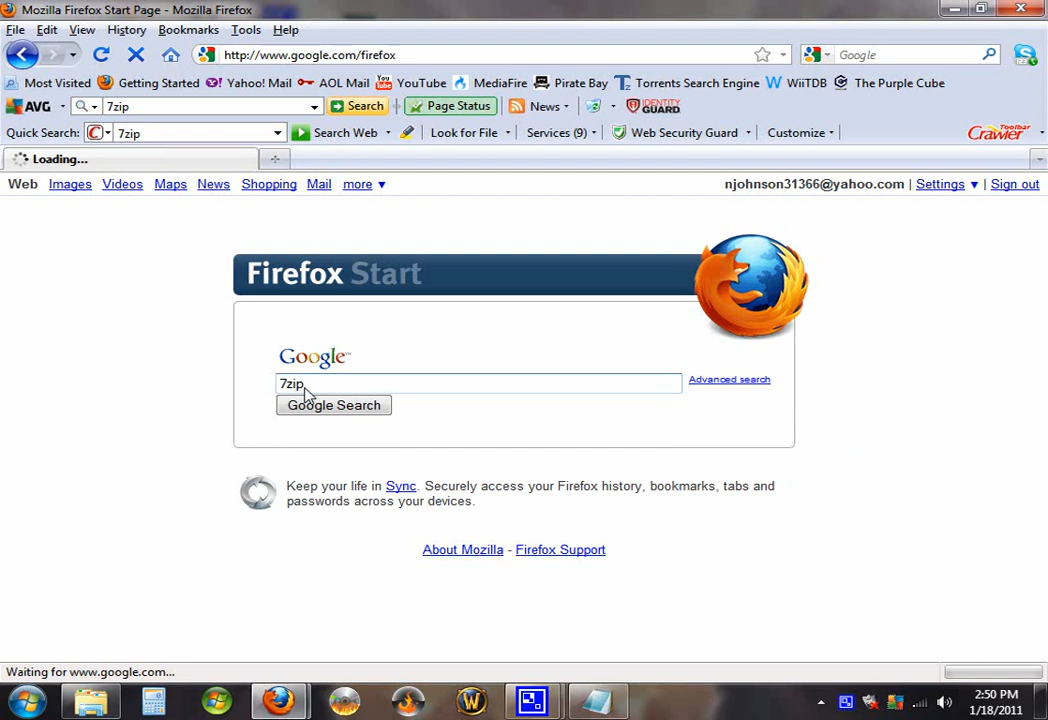 Mozilla Firefox Start Page - Mozilla Firefox
File Edit View History Bookmarks Tools Help
http://www.google.com/firefox Google
Most Visited Getting Started Yahoo! Mail AOL Mail YouTube MediaFire Pirate Bay Torrents Search Engine WiiTDB The Purple Cube
AVG 7zip Search Page Status News IDENTITY GUARD
Quick Search: 7zip Search Web Look for File Services (9) Web Security Guard Customize Toolbar Crawler
Loading...
Web Images Videos Maps News Shopping Mail more njohnson31366@yahoo.com | Settings | Sign out
Firefox Start
Google™
7zip Advanced search
Google Search
Keep your life in Sync. Securely access your Firefox history, bookmarks, tabs and
passwords across your devices.
About Mozilla - Firefox Support
Waiting for www.google.com...
2:50 PM
1/18/2011